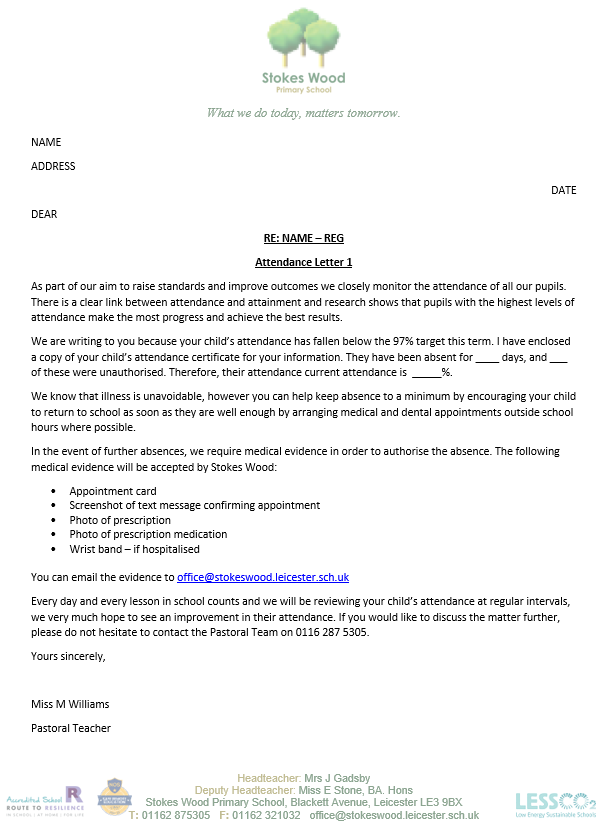 Stokes Wood
Primary School
What we do today, matters tomorrow.
NAME
ADDRESS
DATE
DEAR
RE: NAME – REG
Attendance Letter 1
As part of our aim to raise standards and improve outcomes we closely monitor the attendance of all our pupils.
There is a clear link between attendance and attainment and research shows that pupils with the highest levels of
attendance make the most progress and achieve the best results.
We are writing to you because your child's attendance has fallen below the 97% target this term. I have enclosed
a copy of your child's attendance certificate for your information. They have been absent for ____ days, and ___
of these were unauthorised. Therefore, their attendance current attendance is _____%.
We know that illness is unavoidable, however you can help keep absence to a minimum by encouraging your child
to return to school as soon as they are well enough by arranging medical and dental appointments outside school
hours where possible.
In the event of further absences, we require medical evidence in order to authorise the absence. The following
medical evidence will be accepted by Stokes Wood:
• Appointment card
• Screenshot of text message confirming appointment
• Photo of prescription
• Photo of prescription medication
• Wrist band – if hospitalised
You can email the evidence to office@stokeswood.leicester.sch.uk
Every day and every lesson in school counts and we will be reviewing your child's attendance at regular intervals,
we very much hope to see an improvement in their attendance. If you would like to discuss the matter further,
please do not hesitate to contact the Pastoral Team on 0116 287 5305.
Yours sincerely,
Miss M Williams
Pastoral Teacher
Headteacher: Mrs J Gadsby
Deputy Headteacher: Miss E Stone, BA. Hons
Stokes Wood Primary School, Blackett Avenue, Leicester LE3 9BX
T: 01162 875305 F: 01162 321032 office@stokeswood.leicester.sch.uk
Accredited School R
ROUTE TO RESILIENCE
IN SCHOOL | AT HOME | FOR LIFE
LESSCO2
Low Energy Sustainable Schools